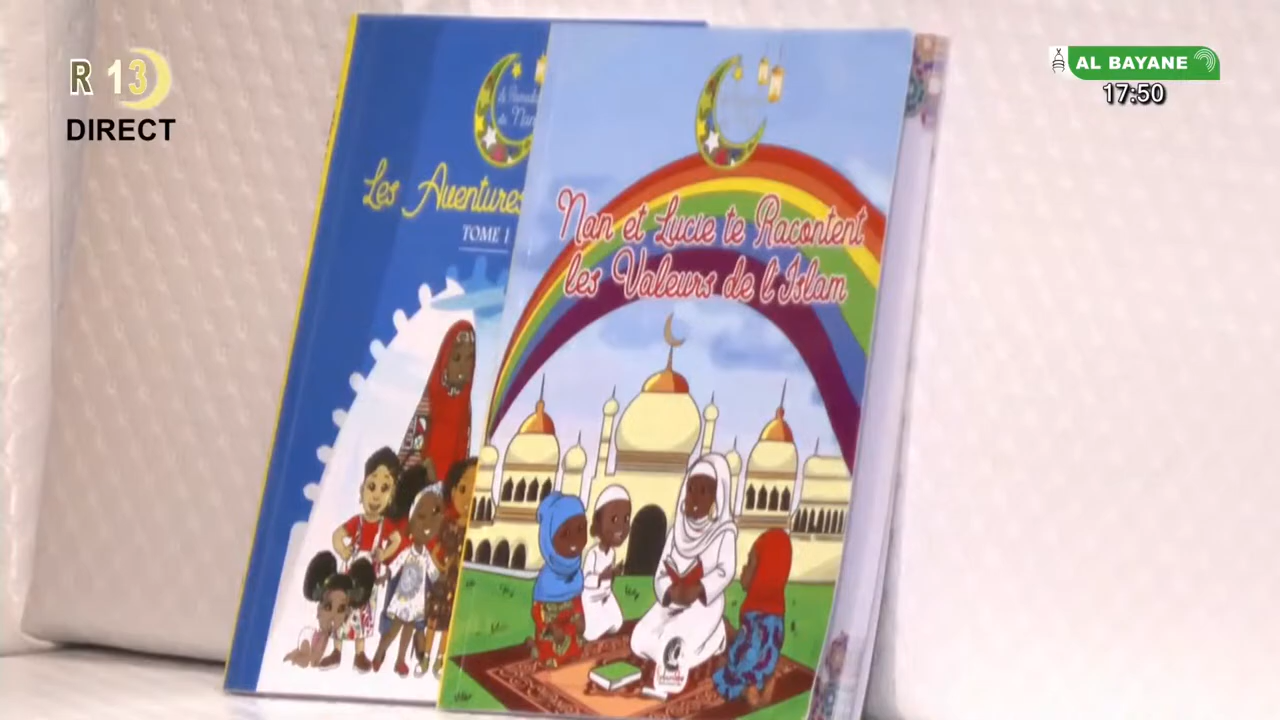 R 13
DIRECT
AL BAYANE
17:50
Les Aventures
TOME 1
Nan et Lucie te Racontent
les Valeurs de l'Islam